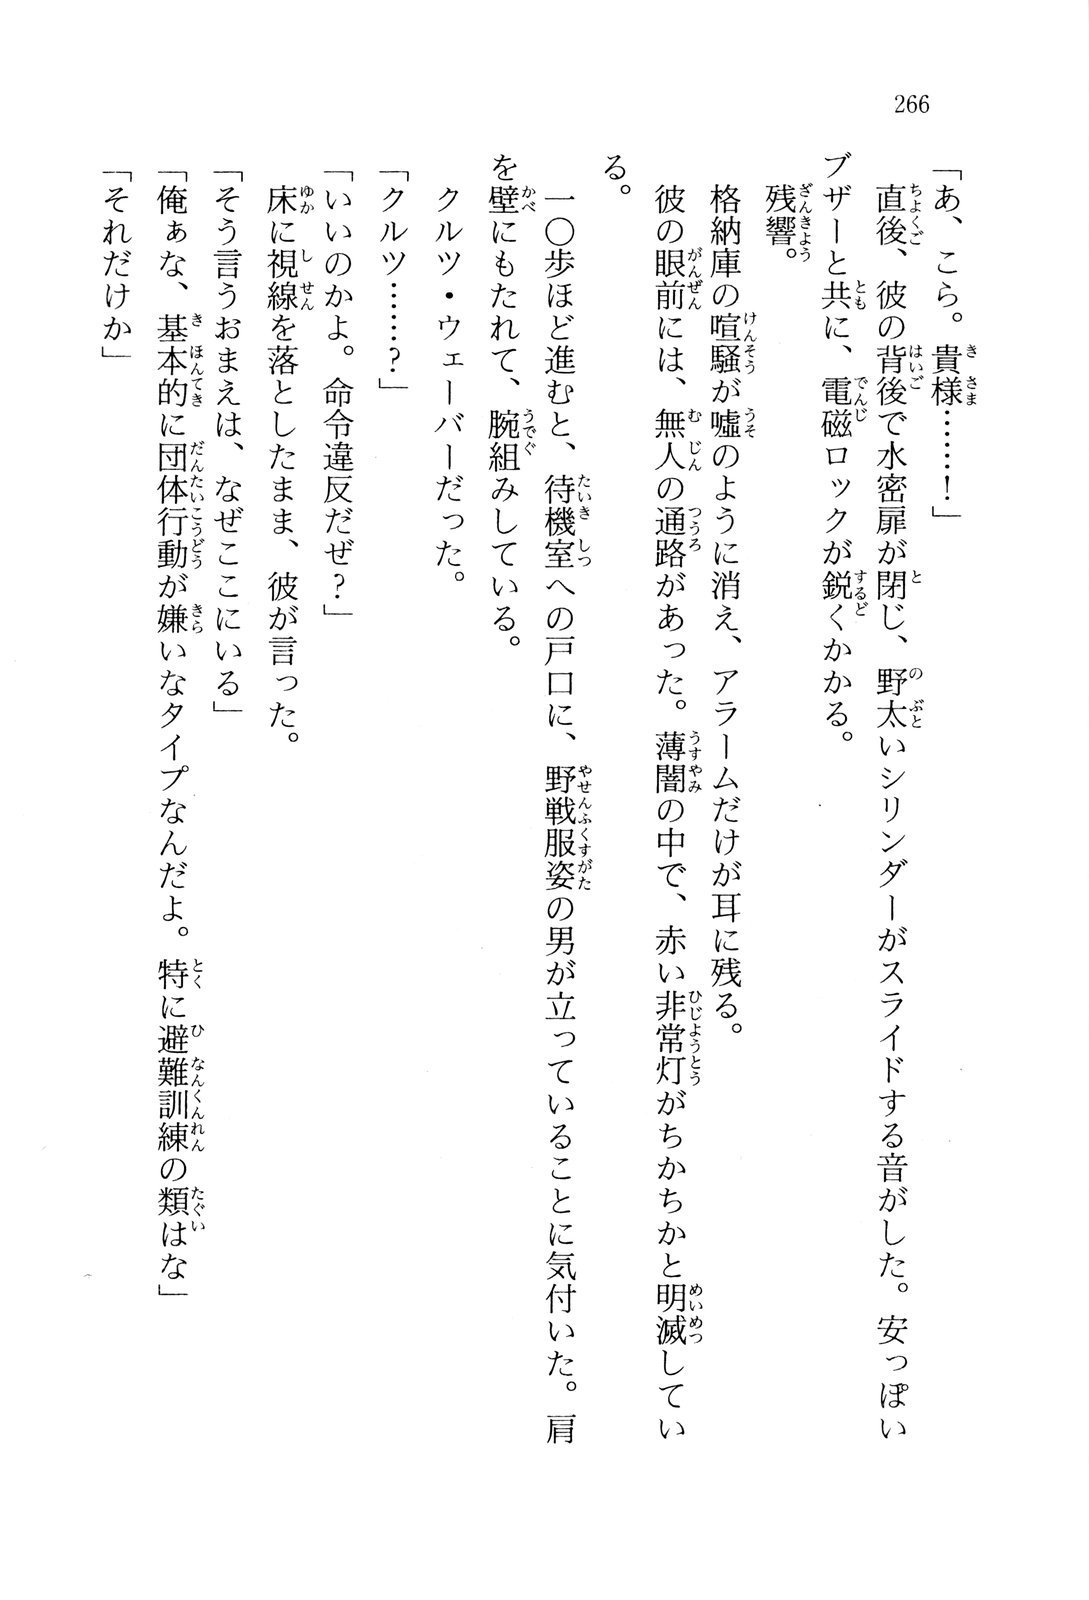 266
「あ、こら。貴様……！」
　直後、彼の背後で水密扉が閉じ、野太いシリンダーがスライドする音がした。安っぽい
ブザーと共に、電磁ロックが鋭くかかる。
　残響。
　格納庫の喧騒が嘘のように消え、アラームだけが耳に残る。
　彼の眼前には、無人の通路があった。薄闇の中で、赤い非常灯がちかちかと明滅してい
る。
　一〇歩ほど進むと、待機室への戸口に、野戦服姿の男が立っていることに気付いた。肩
を壁にもたれて、腕組みしている。
　クルツ・ウェーバーだった。
「クルツ……？」
「いいのかよ。命令違反だぜ？」
　床に視線を落としたまま、彼が言った。
「そう言うおまえは、なぜここにいる」
「俺ぁな、基本的に団体行動が嫌いなタイプなんだよ。特に避難訓練の類はな」
「それだけか」